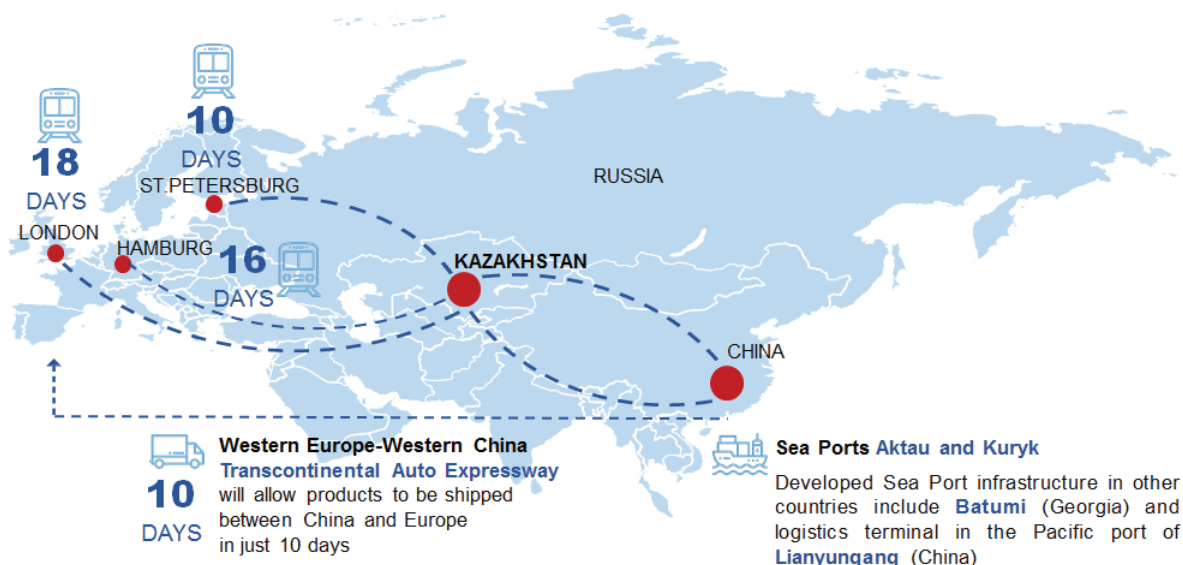 10
DAYS
ST.PETERSBURG
18
DAYS
LONDON
HAMBURG
16
DAYS
RUSSIA
KAZAKHSTAN
CHINA
Western Europe-Western China
Transcontinental Auto Expressway
will allow products to be shipped
between China and Europe
in just 10 days
10
DAYS
Sea Ports Aktau and Kuryk
Developed Sea Port infrastructure in other
countries include Batumi (Georgia) and
logistics terminal in the Pacific port of
Lianyungang (China)